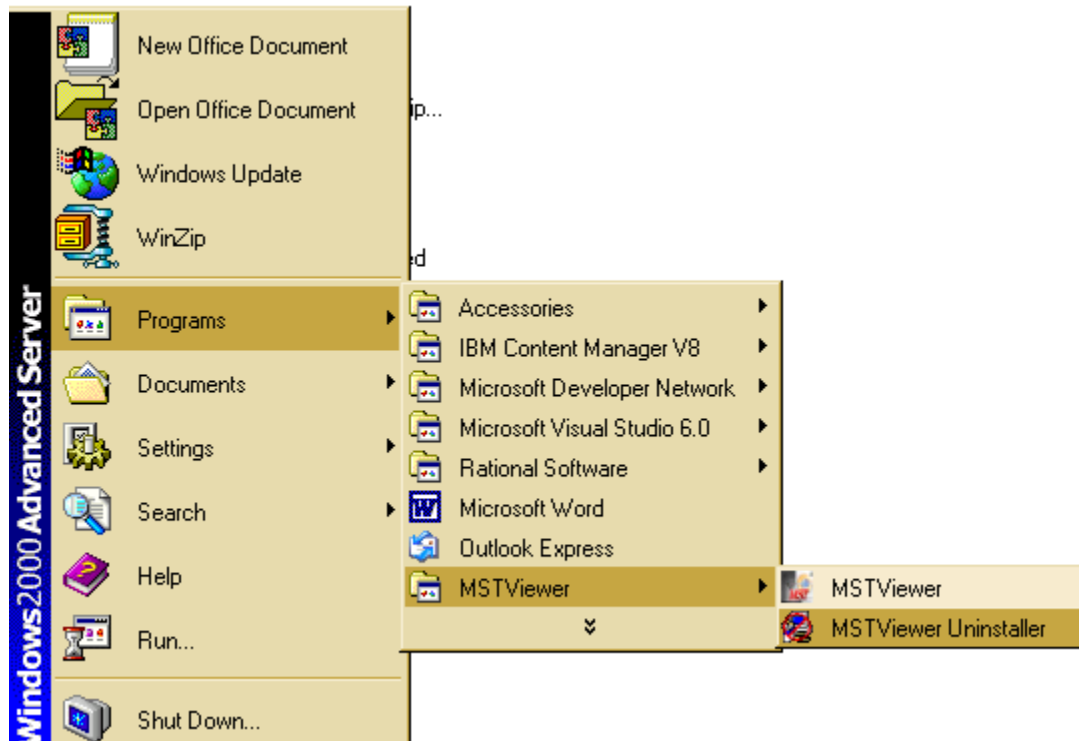 New Office Document
Open Office Document
ip...
Windows Update
WinZip
ed
Windows2000 Advanced Server
Programs
Documents
Settings
Search
Help
Run...
Shut Down...
Accessories
IBM Content Manager V8
Microsoft Developer Network
Microsoft Visual Studio 6.0
Rational Software
Microsoft Word
Outlook Express
MSTViewer
MSTViewer
MSTViewer Uninstaller